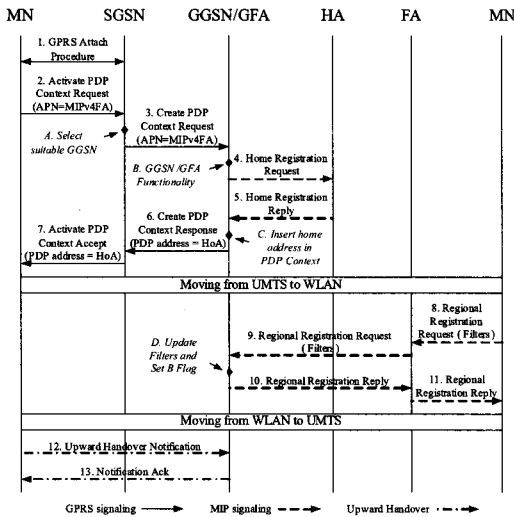 MN SGSN GGSN/GFA HA FA MN
1. GPRS Attach
Procedure
2. Activate PDP
Context Request
(APN=MIPv4FA)
3. Create PDP
Context Request
(APN=MIPv4FA)
A. Select
suitable GGSN
B. GGSN/GFA
Functionality
4. Home Registration
Request
5. Home Registration
Reply
6. Create PDP
Context Response
(PDP address = HoA)
7. Activate PDP
Context Accept
(PDP address = HoA)
C. Insert home
address in
PDP Context
Moving from UMTS to WLAN
8. Regional
Registration
Request (Filters)
9. Regional Registration Request
(Filters)
D. Update
Filters and
Set B Flag
10. Regional Registration Reply
11. Regional
Registration Reply
Moving from WLAN to UMTS
12. Upward Handover Notification
13. Notification Ack
GPRS signaling MIP signaling Upward Handover